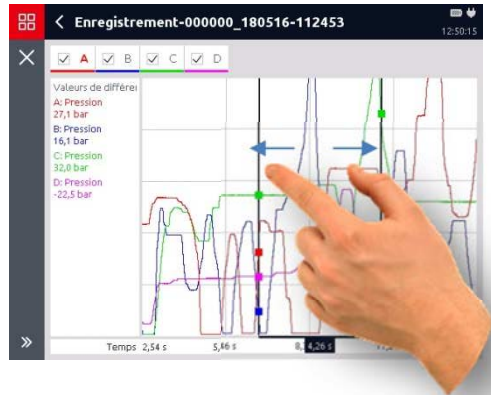 Enregistrement-000000_180516-112453
12:50:15
A B C D
Valeurs de différe
A: Pression
27,1 bar
B: Pression
16,1 bar
C: Pression
32,0 bar
D: Pression
-22,5 bar
Temps 2,54 s 5,46 s 4,26 s